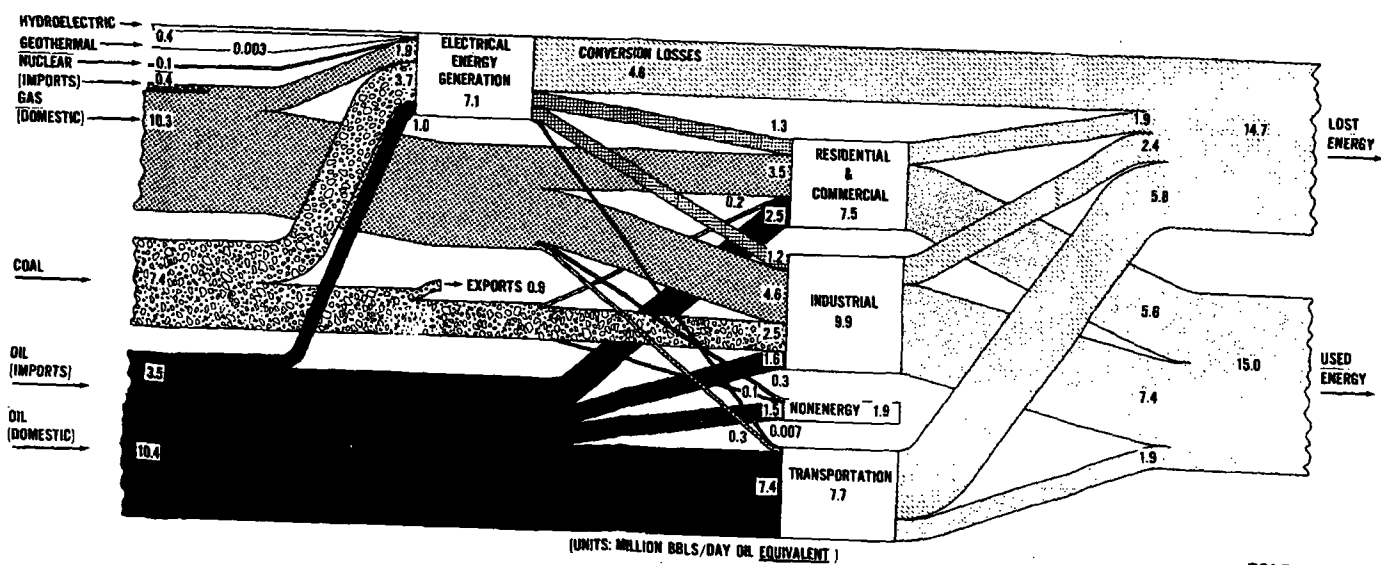 HYDROELECTRIC
GEOTHERMAL
NUCLEAR
(IMPORTS)
GAS
(DOMESTIC)
COAL
OIL
(IMPORTS)
OIL
(DOMESTIC)
0.4
0.003
0.1
0.4
10.3
7.4
3.5
10.4
1.9
3.7
1.0
ELECTRICAL
ENERGY
GENERATION
7.1
CONVERSION LOSSES
4.6
1.3
3.5
0.2
2.5
RESIDENTIAL
&
COMMERCIAL
7.5
EXPORTS 0.9
1.2
4.6
2.5
1.6
INDUSTRIAL
9.9
0.3
0.1
1.5
NONENERGY 1.9
0.007
0.3
7.4
TRANSPORTATION
7.7
1.9
2.4
5.8
14.7
LOST
ENERGY
5.6
7.4
1.9
15.0
USED
ENERGY
(UNITS: MILLION BBLS/DAY OIL EQUIVALENT)